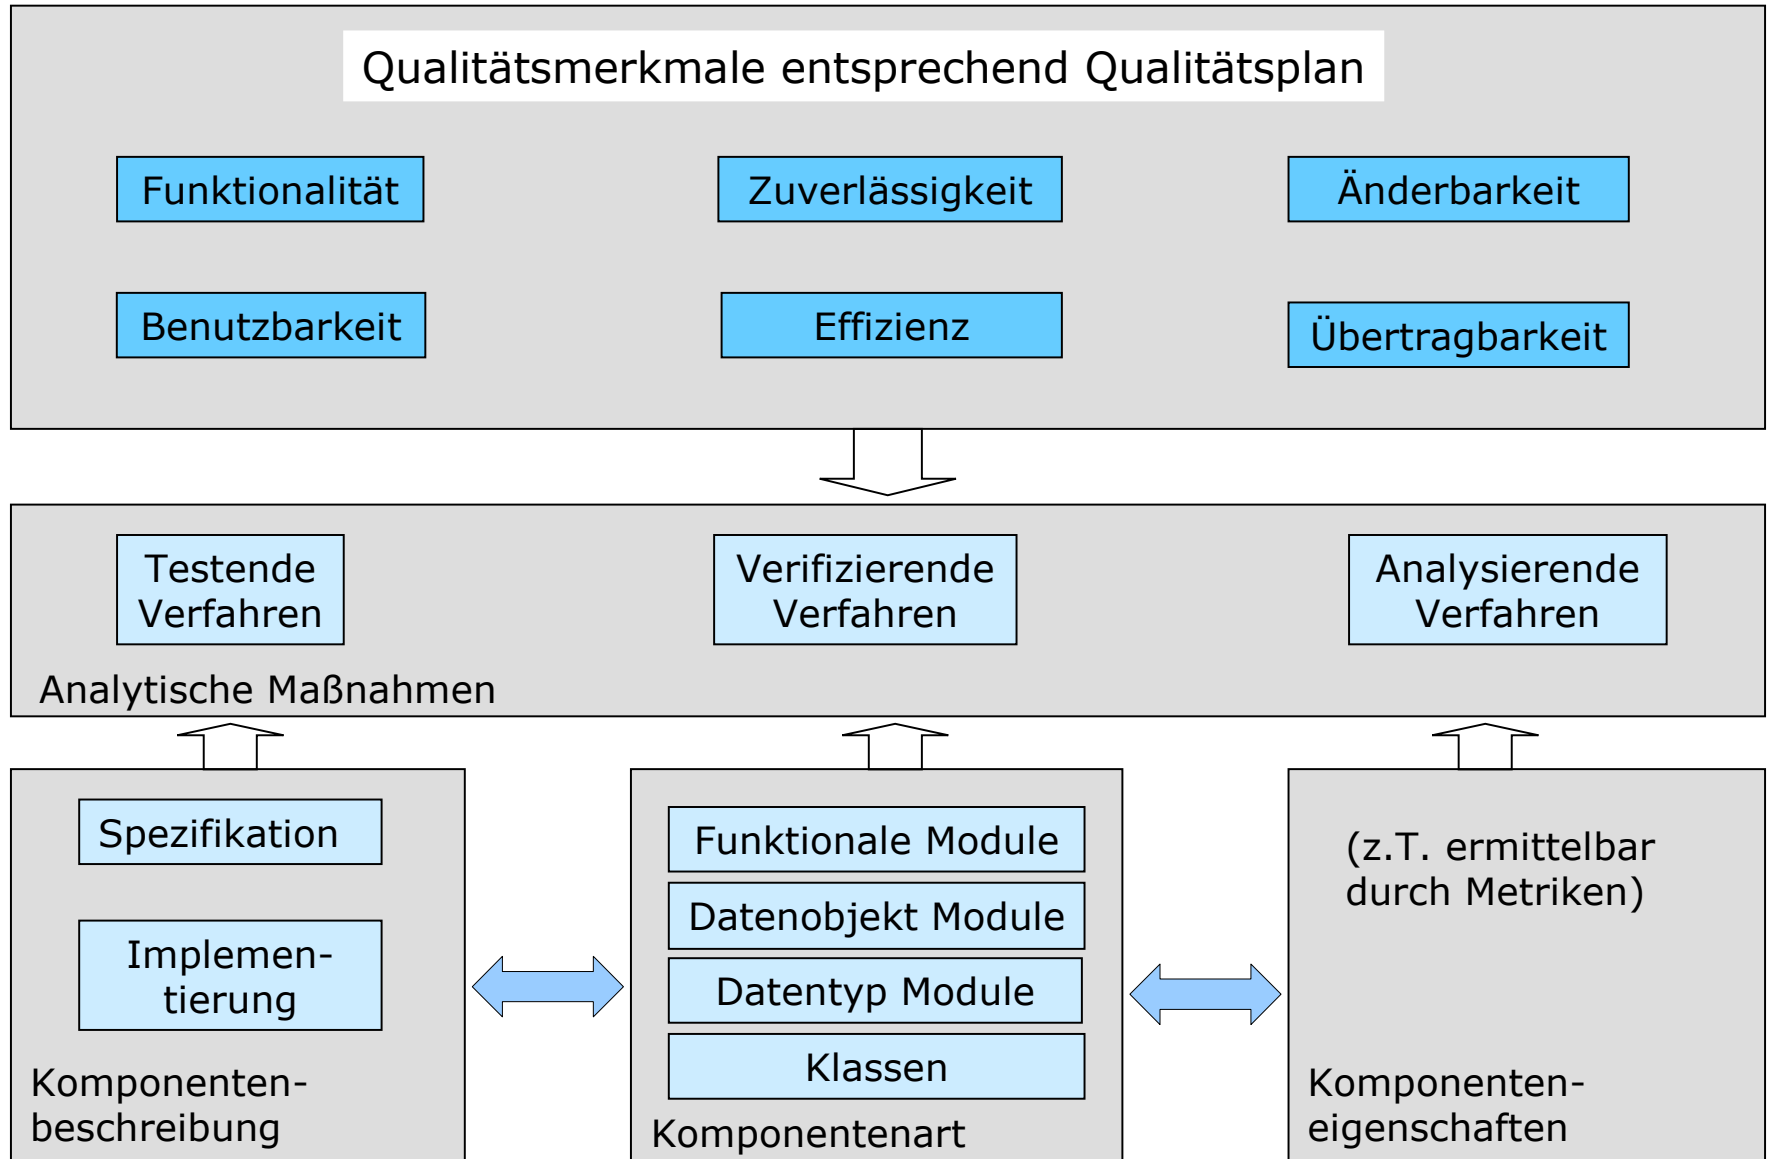 Qualitätsmerkmale entsprechend Qualitätsplan
Funktionalität
Zuverlässigkeit
Änderbarkeit
Benutzbarkeit
Effizienz
Übertragbarkeit
Testende
Verfahren
Verifizierende
Verfahren
Analysierende
Verfahren
Analytische Maßnahmen
Spezifikation
Implemen-
tierung
Komponenten-
beschreibung
Funktionale Module
Datenobjekt Module
Datentyp Module
Klassen
Komponentenart
(z.T. ermittelbar
durch Metriken)
Komponenten-
eigenschaften